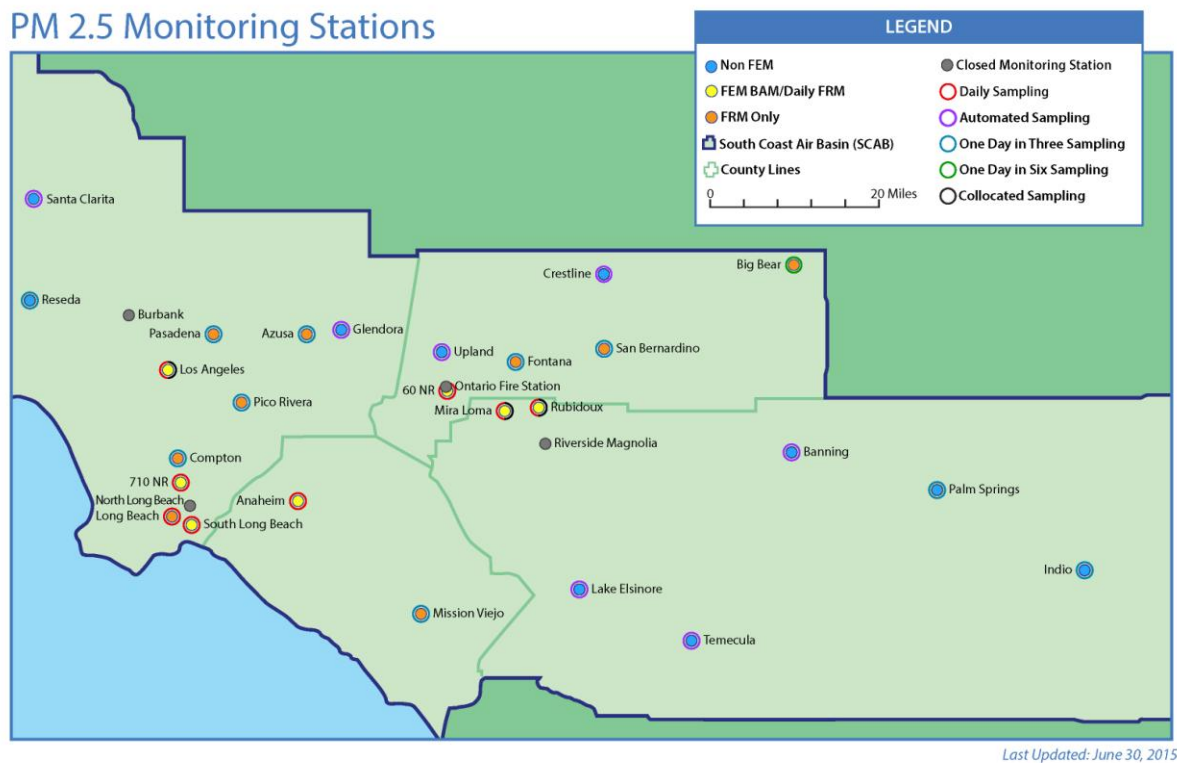 PM 2.5 Monitoring Stations
LEGEND
Non FEM
FEM BAM/Daily FRM
FRM Only
South Coast Air Basin (SCAB)
County Lines
0 20 Miles
Closed Monitoring Station
Daily Sampling
Automated Sampling
One Day in Three Sampling
One Day in Six Sampling
Collocated Sampling
Santa Clarita
Crestline
Big Bear
Reseda
Burbank
Pasadena
Azusa
Glendora
Upland
Fontana
San Bernardino
Los Angeles
60 NR
Ontario Fire Station
Pico Rivera
Mira Loma
Rubidoux
Riverside Magnolia
Banning
Compton
710 NR
Palm Springs
North Long Beach
Anaheim
Long Beach
South Long Beach
Indio
Lake Elsinore
Mission Viejo
Temecula
Last Updated: June 30, 2015